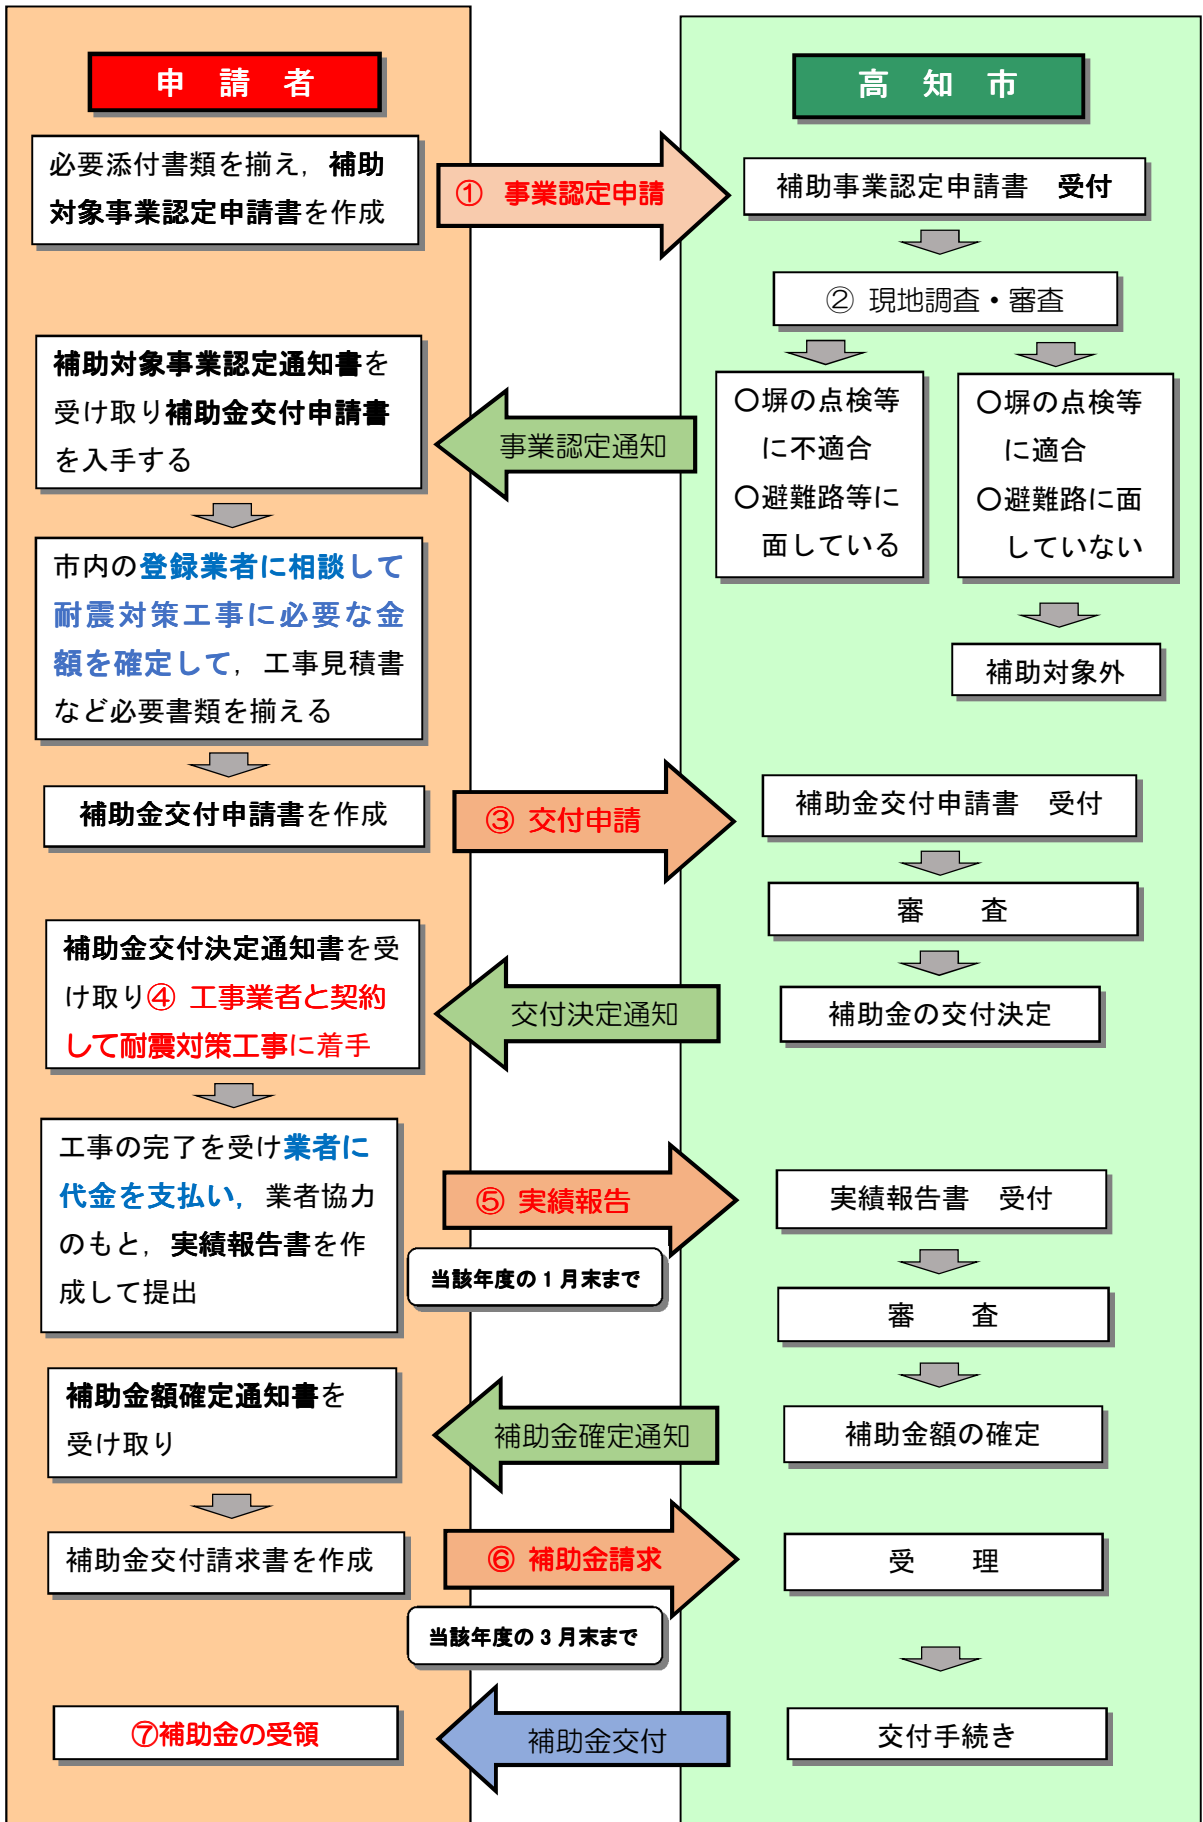 申請者
高知市
必要添付書類を揃え，補助
対象事業認定申請書を作成
① 事業認定申請
補助事業認定申請書　受付
② 現地調査・審査
〇塀の点検等
に不適合
〇避難路等に
面している
〇塀の点検等
に適合
〇避難路に面
していない
補助対象外
事業認定通知
補助対象事業認定通知書を
受け取り補助金交付申請書
を入手する
市内の登録業者に相談して
耐震対策工事に必要な金
額を確定して，工事見積書
など必要書類を揃える
補助金交付申請書を作成
③ 交付申請
補助金交付申請書　受付
審　査
補助金の交付決定
交付決定通知
補助金交付決定通知書を受
け取り④ 工事業者と契約
して耐震対策工事に着手
工事の完了を受け業者に
代金を支払い，業者協力
のもと，実績報告書を作
成して提出
⑤ 実績報告
当該年度の1月末まで
実績報告書　受付
審　査
補助金額の確定
補助金確定通知
補助金額確定通知書を
受け取り
補助金交付請求書を作成
⑥ 補助金請求
当該年度の3月末まで
受　理
交付手続き
補助金交付
⑦補助金の受領